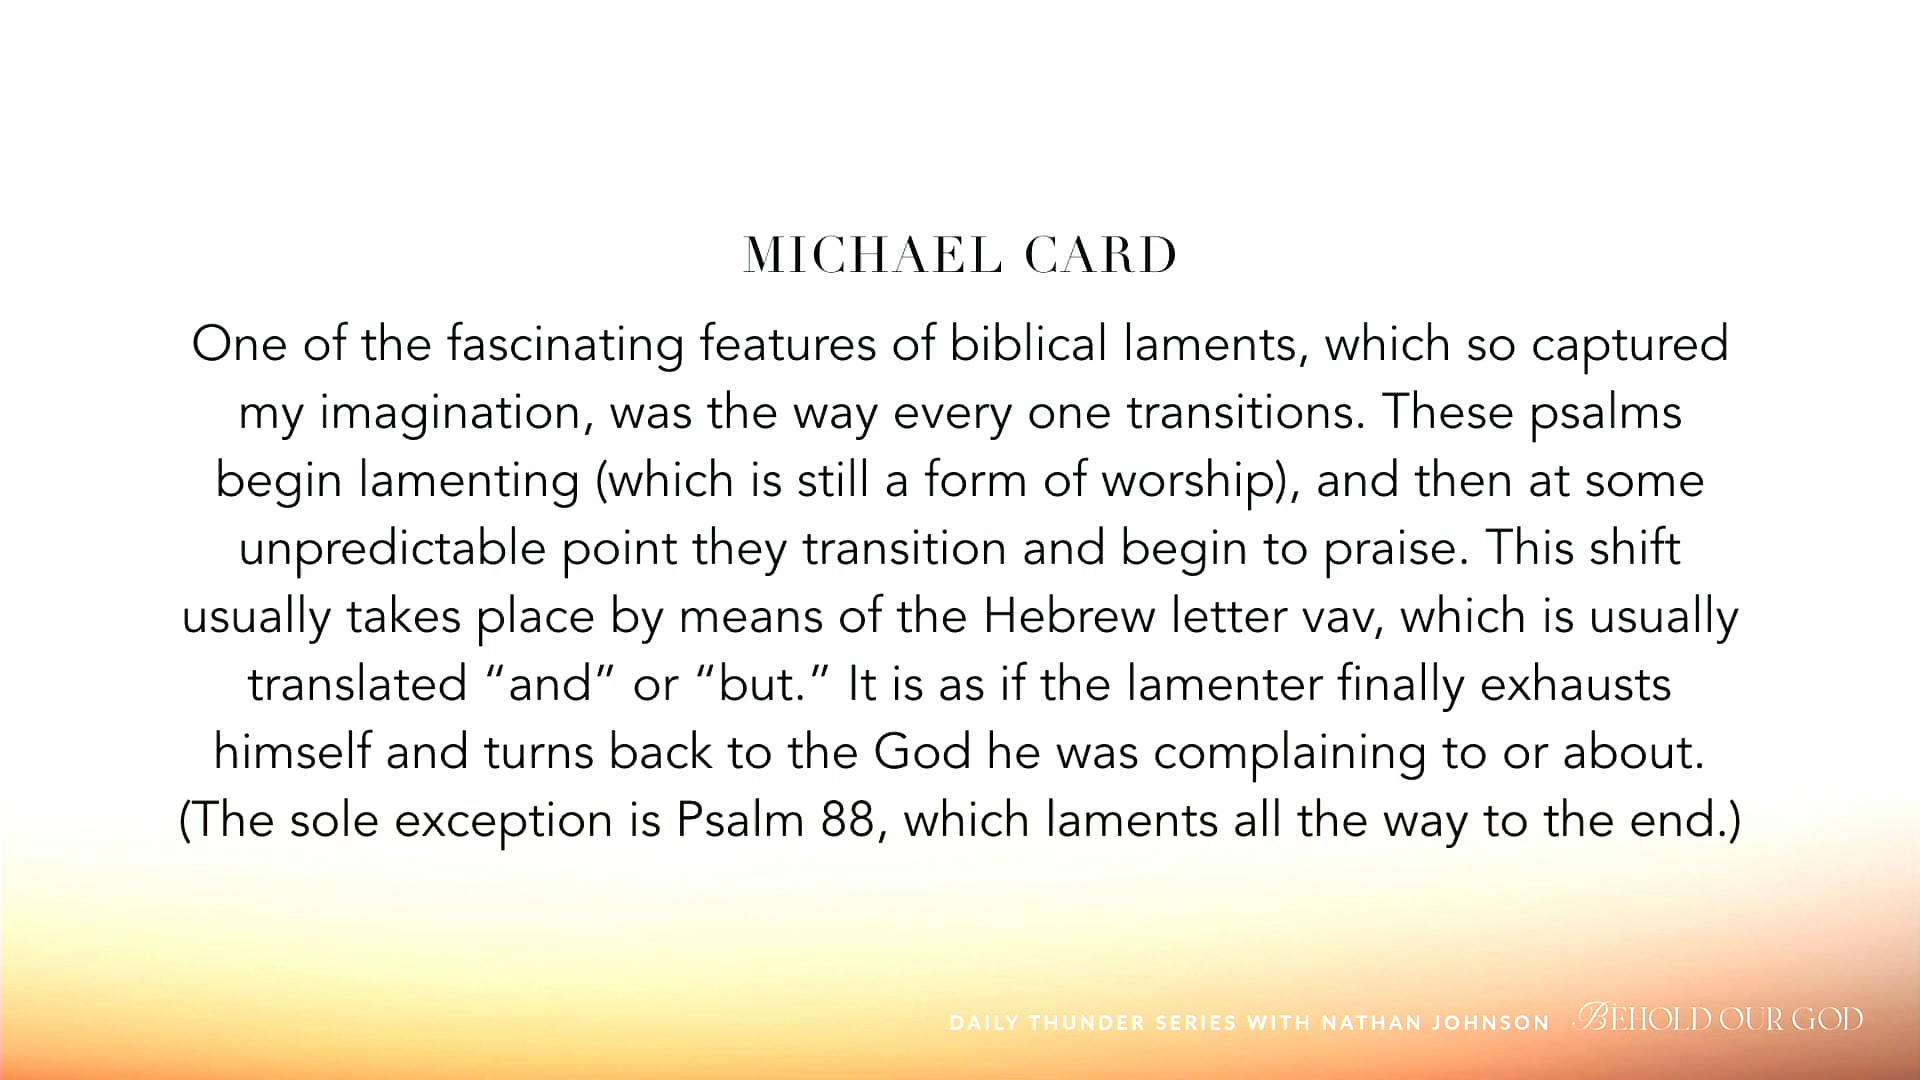 MICHAEL CARD
One of the fascinating features of biblical laments, which so captured
my imagination, was the way every one transitions. These psalms
begin lamenting (which is still a form of worship), and then at some
unpredictable point they transition and begin to praise. This shift
usually takes place by means of the Hebrew letter vav, which is usually
translated “and” or “but.” It is as if the lamenter finally exhausts
himself and turns back to the God he was complaining to or about.
(The sole exception is Psalm 88, which laments all the way to the end.)
DAILY THUNDER SERIES WITH NATHAN JOHNSON BEHOLD OUR GOD